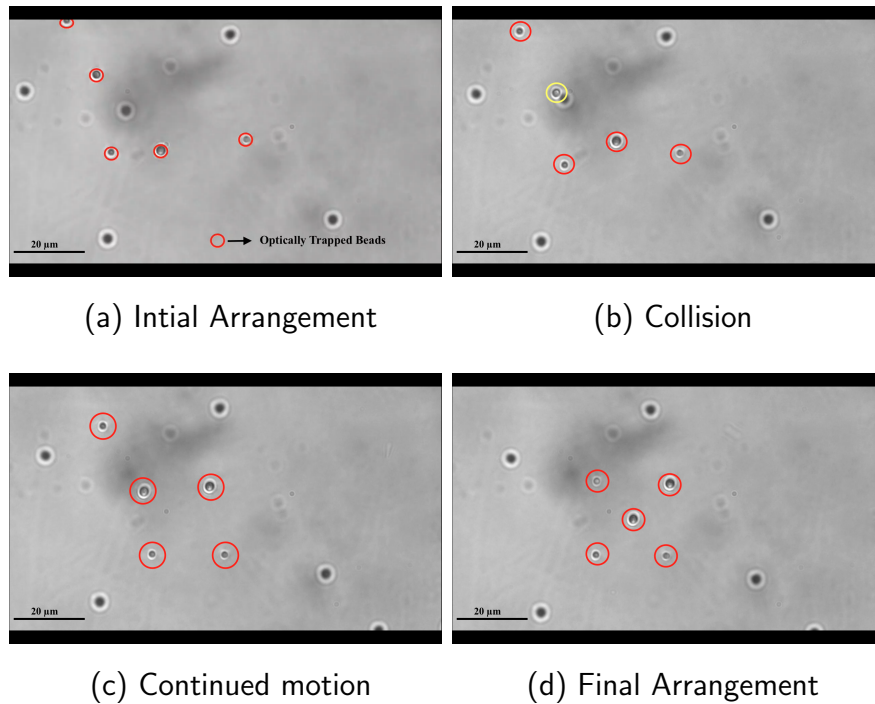 20 µm
Optically Trapped Beads
20 µm
(a) Intial Arrangement
(b) Collision
20 µm
20 µm
(c) Continued motion
(d) Final Arrangement